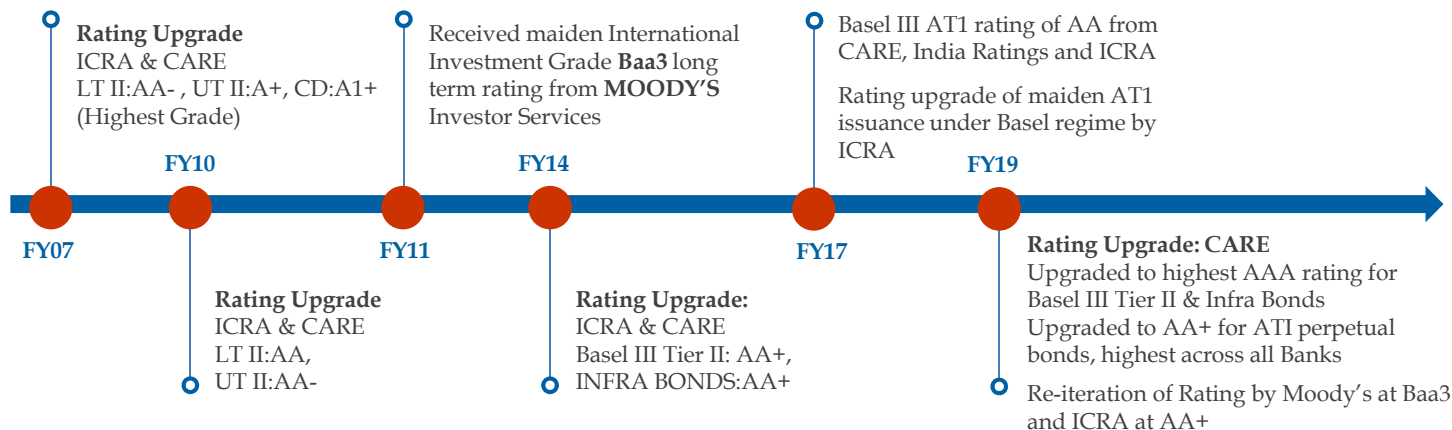 Rating Upgrade
ICRA & CARE
LT II:AA- , UT II:A+, CD:A1+
(Highest Grade)
FY07
FY10
Rating Upgrade
ICRA & CARE
LT II:AA,
UT II:AA-
Received maiden International
Investment Grade Baa3 long
term rating from MOODY’S
Investor Services
FY11
FY14
Rating Upgrade:
ICRA & CARE
Basel III Tier II: AA+,
INFRA BONDS:AA+
Basel III AT1 rating of AA from
CARE, India Ratings and ICRA
Rating upgrade of maiden AT1
issuance under Basel regime by
ICRA
FY17
FY19
Rating Upgrade: CARE
Upgraded to highest AAA rating for
Basel III Tier II & Infra Bonds
Upgraded to AA+ for ATI perpetual
bonds, highest across all Banks
Re-iteration of Rating by Moody’s at Baa3
and ICRA at AA+